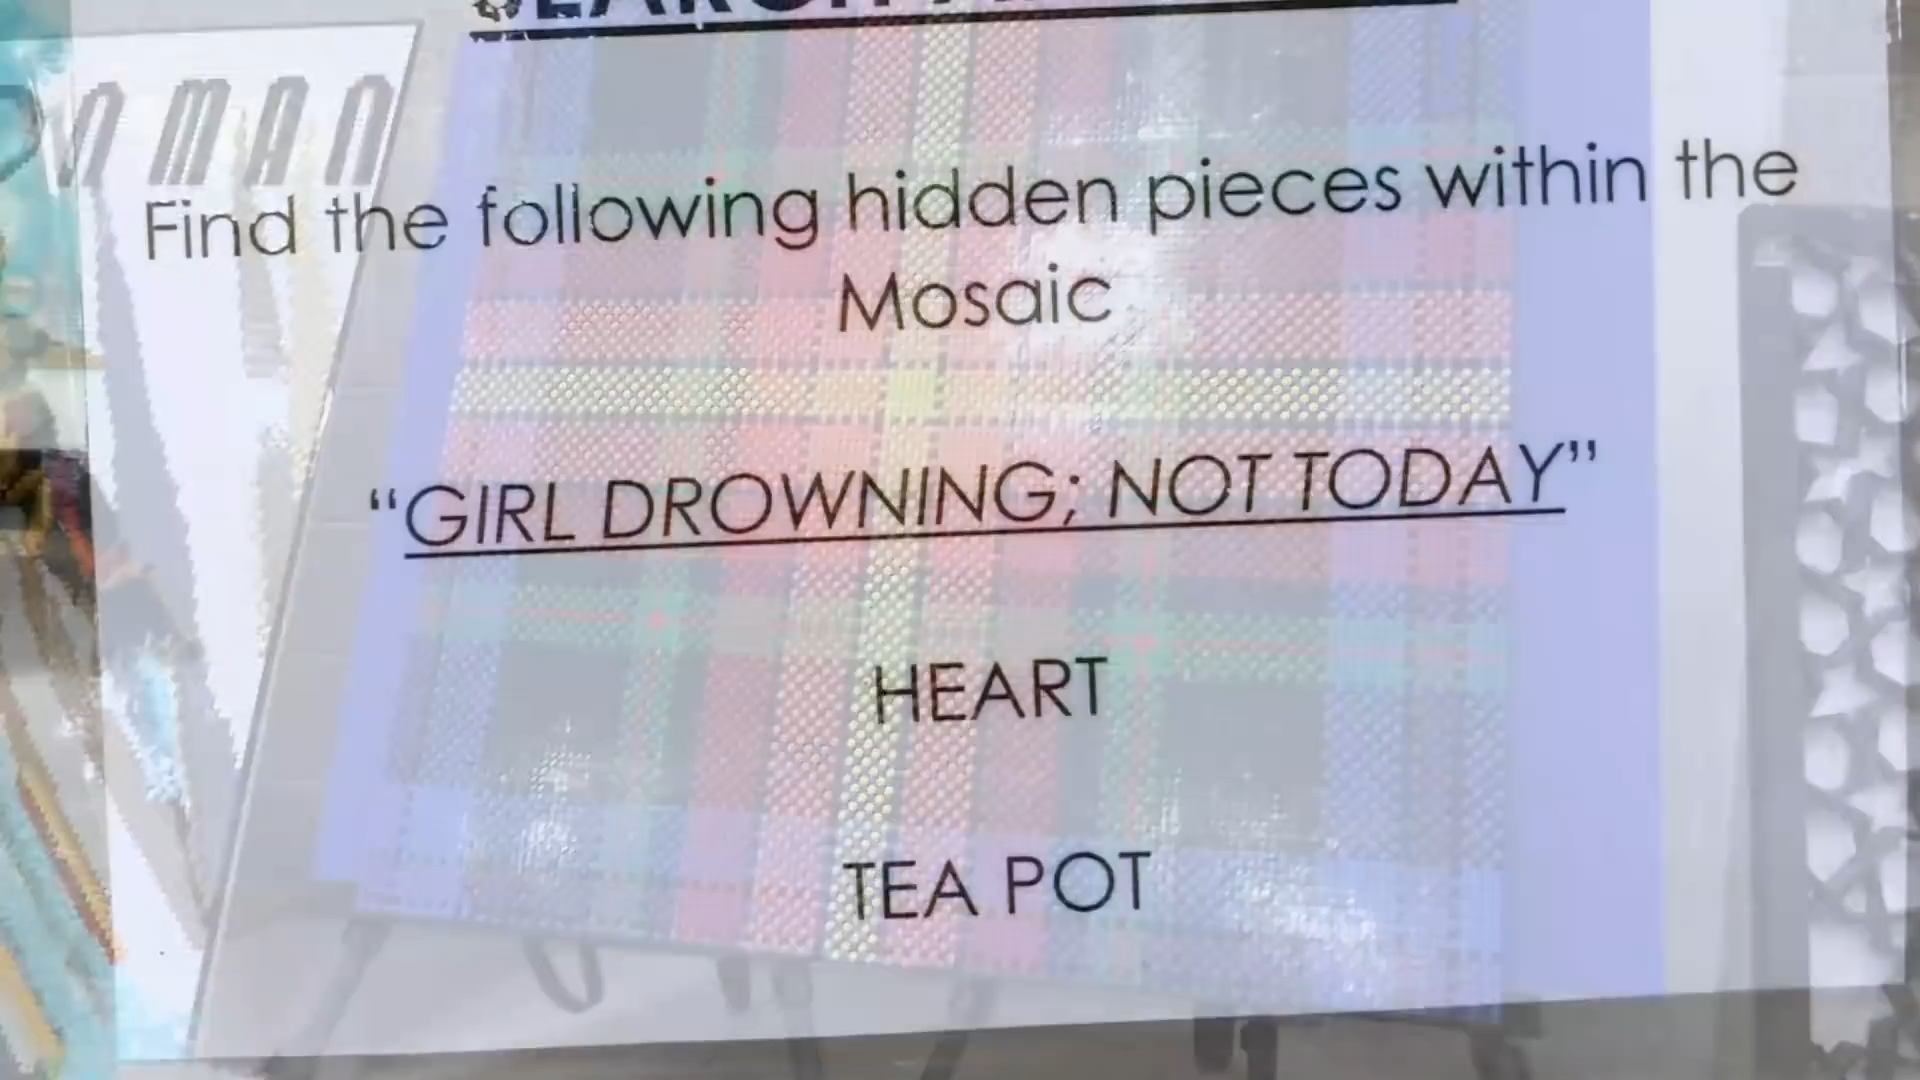 Find the following hidden pieces within the
Mosaic
“GIRL DROWNING; NOT TODAY”
HEART
TEA POT